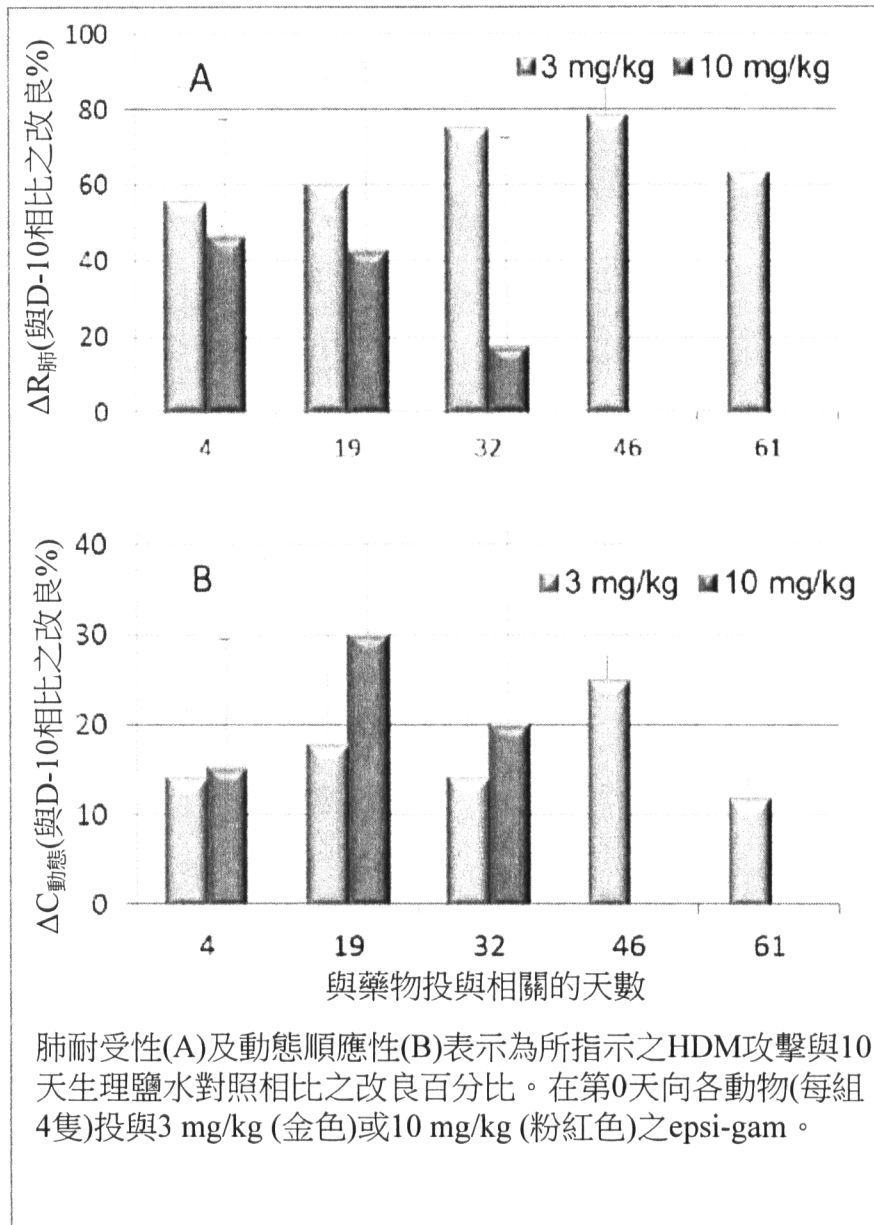 100
80
60
40
20
0
ΔR肺(與D-10相比之改良%)
A
3 mg/kg 10 mg/kg
4 19 32 46 61
40
30
20
10
0
ΔC動態(與D-10相比之改良%)
B
3 mg/kg 10 mg/kg
4 19 32 46 61
與藥物投與相關的天數
肺耐受性(A)及動態順應性(B)表示為所指示之HDM攻擊與10
天生理鹽水對照相比之改良百分比。在第0天向各動物(每組
4隻)投與3 mg/kg (金色)或10 mg/kg (粉紅色)之epsi-gam。